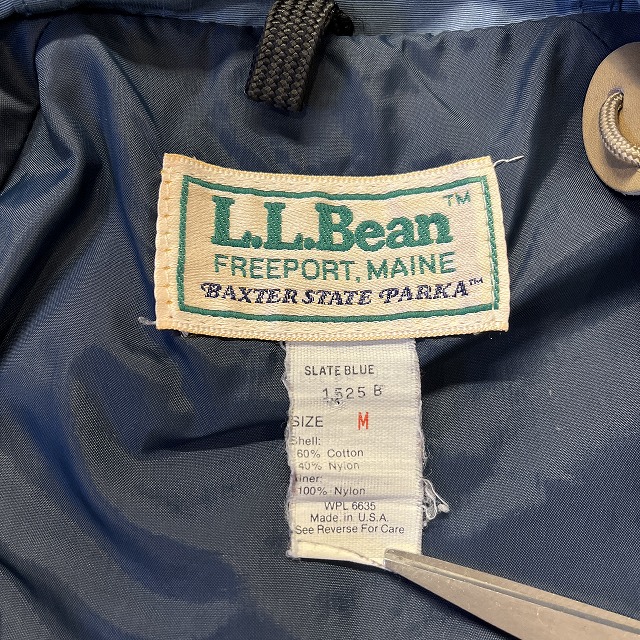 L.L.Bean™
FREEPORT, MAINE
BAXTER STATE PARKA™
SLATE BLUE
1525 B
SIZE M
Shell:
60% Cotton
40% Nylon
Liner:
100% Nylon
WPL 6635
Made in U.S.A.
See Reverse For Care